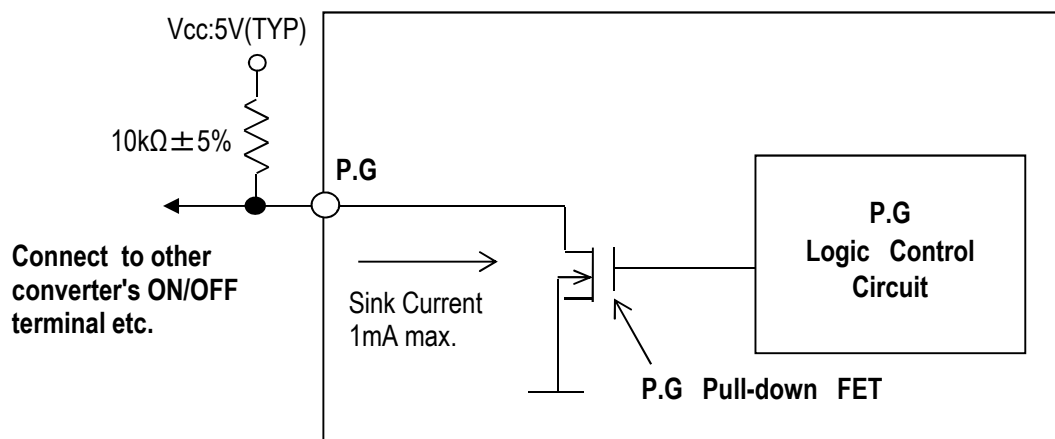 Vcc:5V(TYP)
10kΩ±5%
P.G
Connect to other
converter's ON/OFF
terminal etc.
Sink Current
1mA max.
P.G
Logic Control
Circuit
P.G Pull-down FET